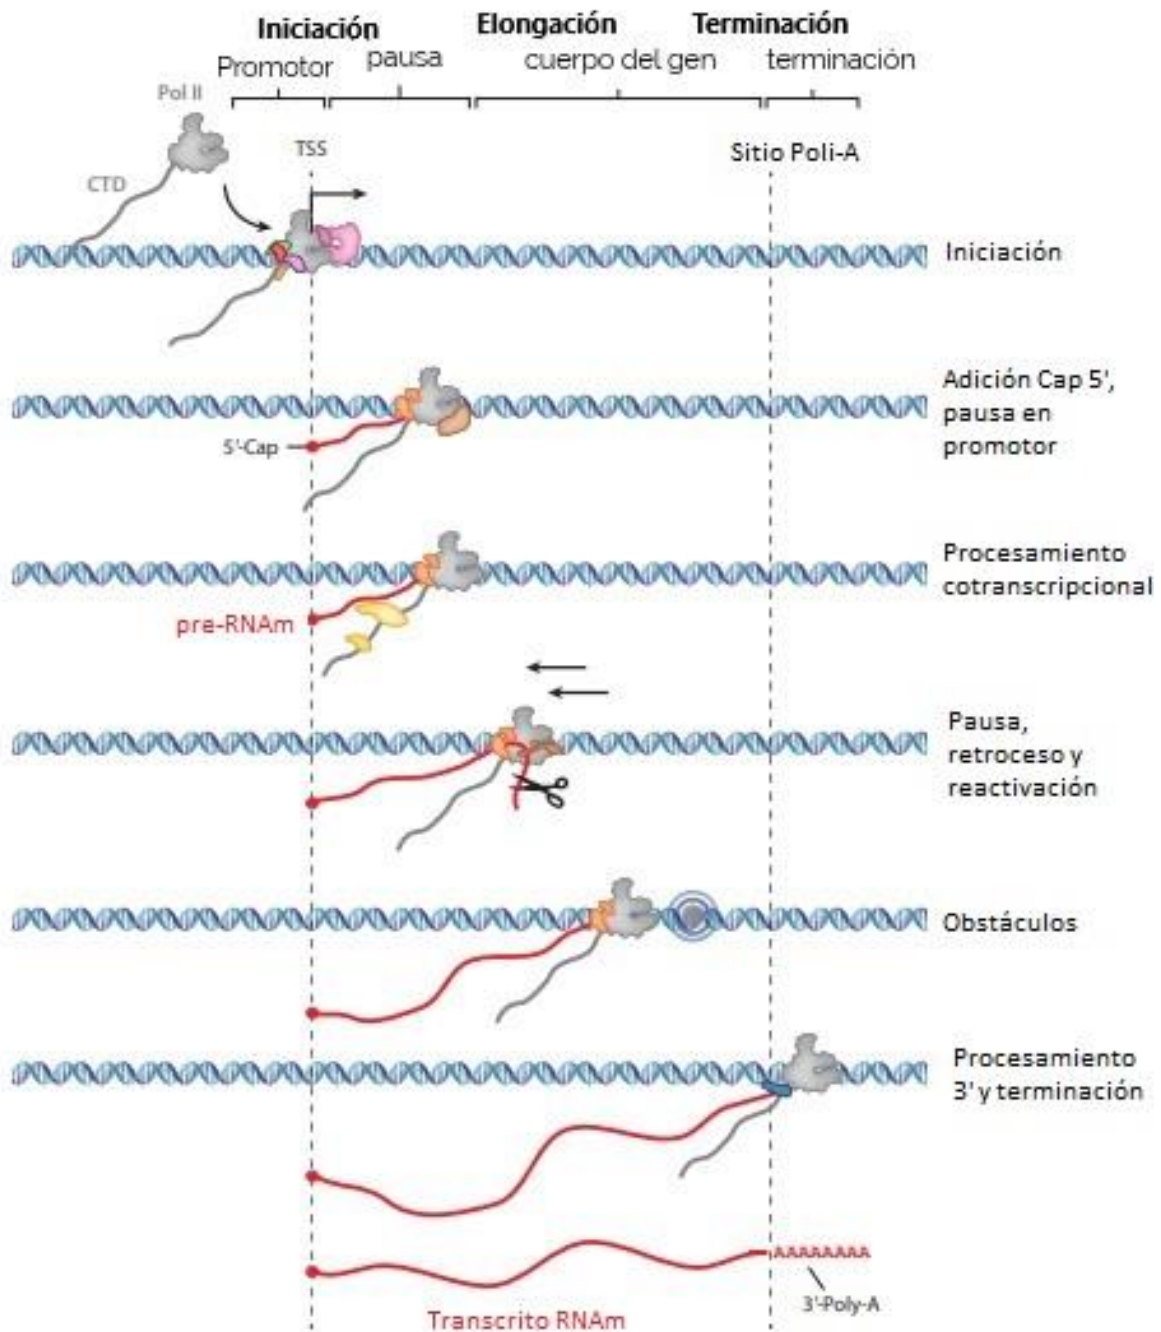 Iniciación
Elongación
Terminación
Promotor
pausa
cuerpo del gen
terminación
Pol II
CTD
TSS
Sitio Poli-A
Iniciación
5'-Cap
Adición Cap 5',
pausa en
promotor
pre-RNAm
Procesamiento
cotranscripcional
Pausa,
retroceso y
reactivación
Obstáculos
Procesamiento
3' y terminación
AAAAAAAA
3'-Poly-A
Transcrito RNAm